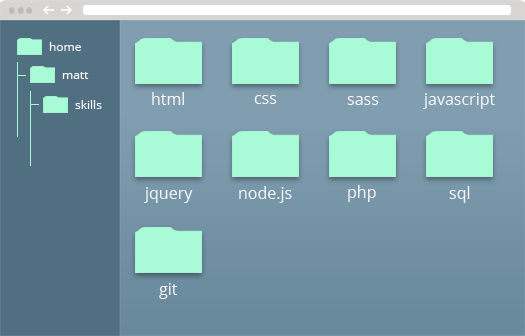 home
matt
skills
html
css
sass
javascript
jquery
node.js
php
sql
git